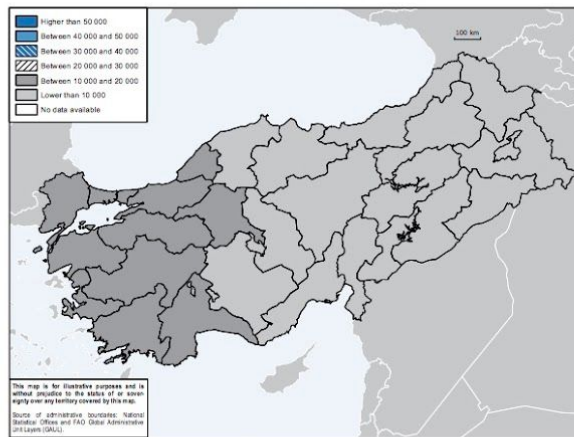 Higher than 50 000
Between 40 000 and 50 000
Between 30 000 and 40 000
Between 20 000 and 30 000
Between 10 000 and 20 000
Lower than 10 000
No data available
100 km
This map is for illustrative purposes and is
without prejudice to the status of or soverei
gnty over any territory covered by this map.
Source of administrative boundaries: National
Statistical Offices and FAO Global Administrative
Unit Layers (GAUL).